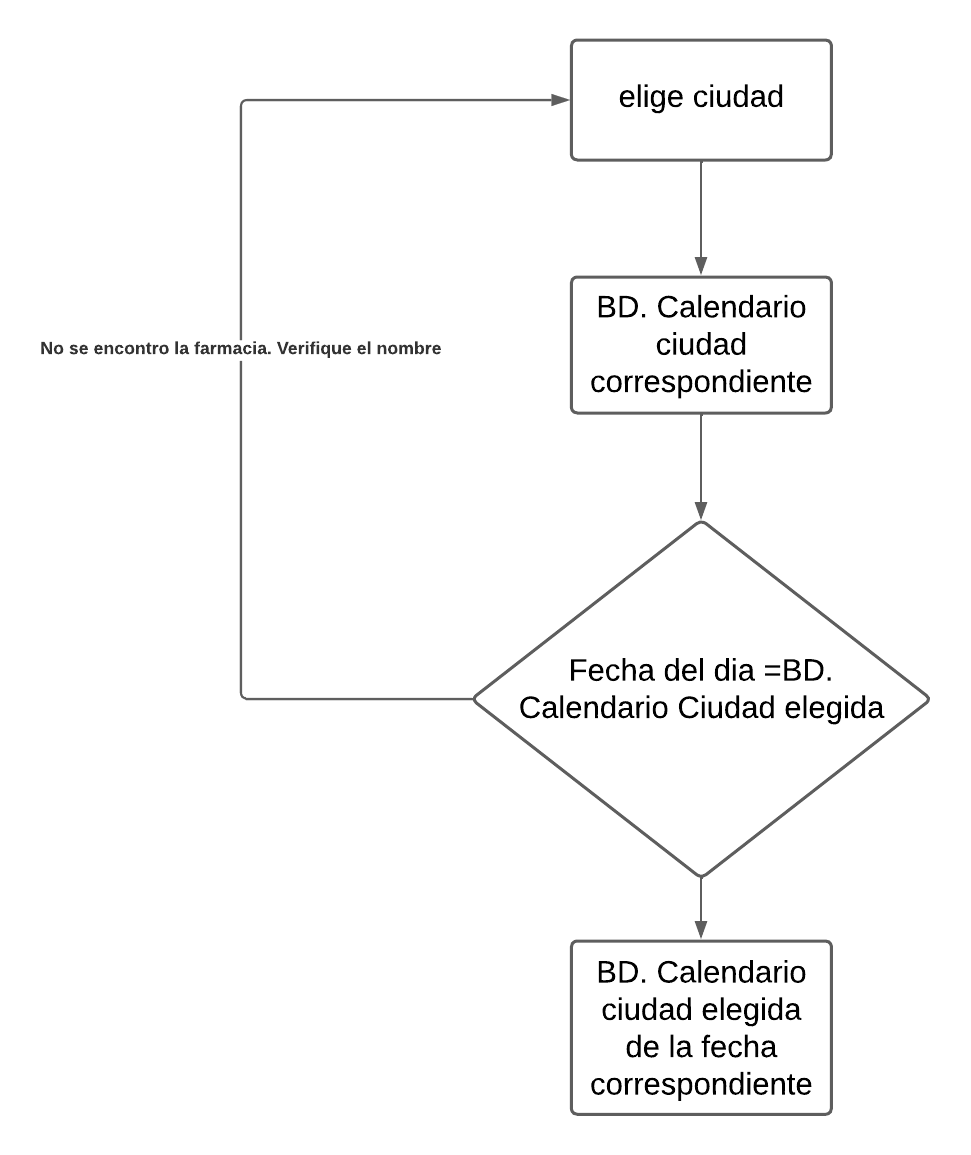 elige ciudad
BD. Calendario
ciudad
correspondiente
No se encontro la farmacia. Verifique el nombre
Fecha del dia =BD.
Calendario Ciudad elegida
BD. Calendario
ciudad elegida
de la fecha
correspondiente